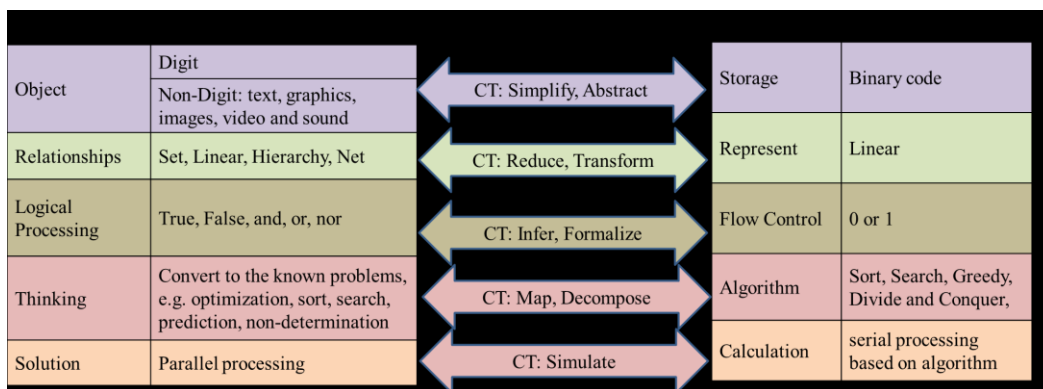 Object
Digit
Non-Digit: text, graphics,
images, video and sound
CT: Simplify, Abstract
Storage
Binary code
Relationships
Set, Linear, Hierarchy, Net
CT: Reduce, Transform
Represent
Linear
Logical
Processing
True, False, and, or, nor
CT: Infer, Formalize
Flow Control
0 or 1
Thinking
Convert to the known problems,
e.g. optimization, sort, search,
prediction, non-determination
CT: Map, Decompose
Algorithm
Sort, Search, Greedy,
Divide and Conquer,
Solution
Parallel processing
CT: Simulate
Calculation
serial processing
based on algorithm